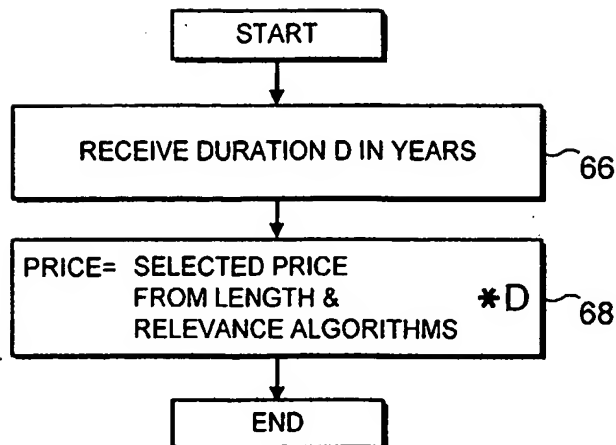 START
RECEIVE DURATION D IN YEARS
66
PRICE= SELECTED PRICE
FROM LENGTH & *D
RELEVANCE ALGORITHMS
68
END